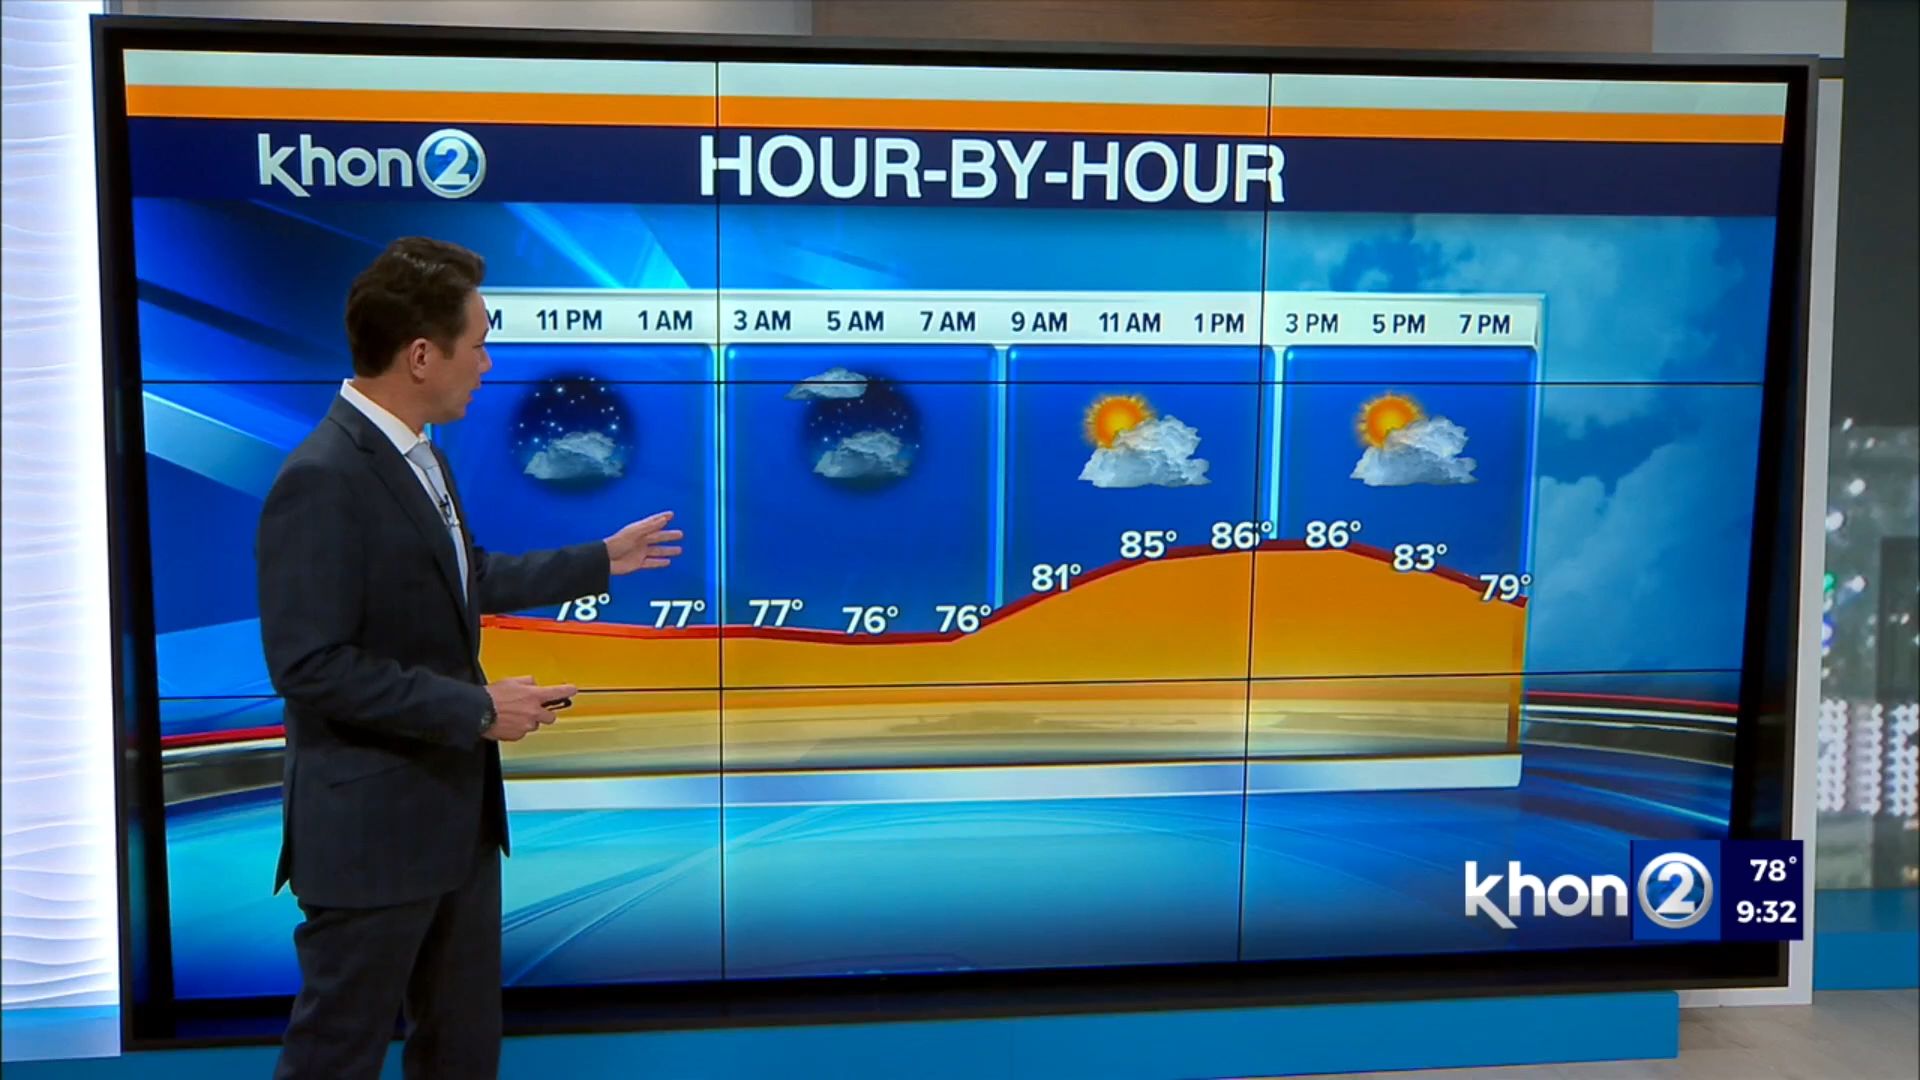 khon2 HOUR-BY-HOUR
11 PM 1 AM 3 AM 5 AM 7 AM 9 AM 11 AM 1 PM 3 PM 5 PM 7 PM
78° 77° 77° 76° 76° 81° 85° 86° 86° 83° 79°
khon 2 78°
9:32